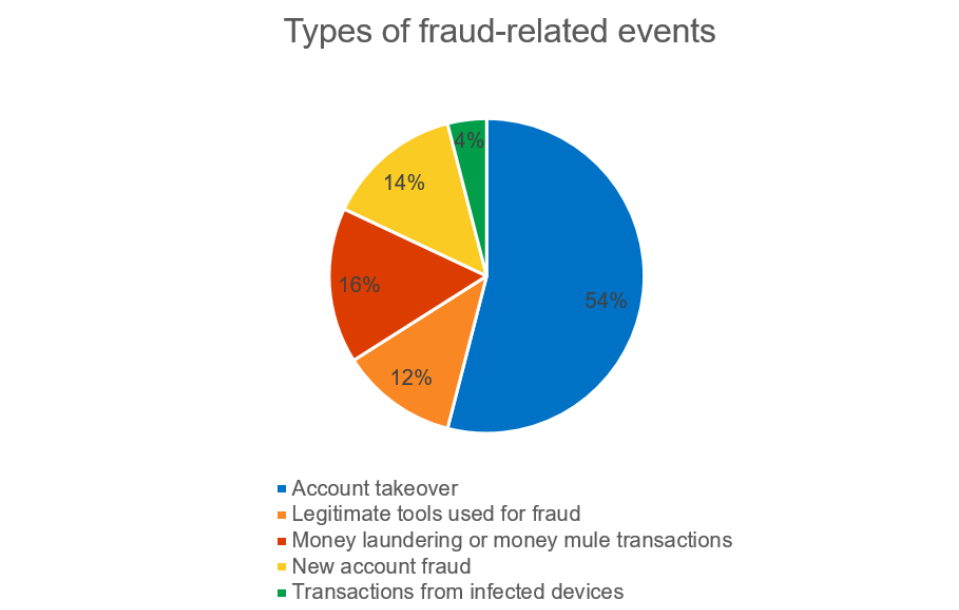 Types of fraud-related events
4%
14%
16%
54%
12%
Account takeover
Legitimate tools used for fraud
Money laundering or money mule transactions
New account fraud
Transactions from infected devices